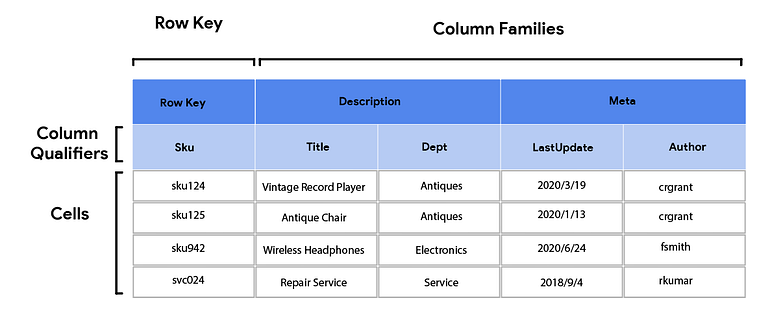 Row Key
Column Families
Row Key Description Meta
Column
Qualifiers
Sku Title Dept LastUpdate Author
Cells
sku124 Vintage Record Player Antiques 2020/3/19 crgrant
sku125 Antique Chair Antiques 2020/1/13 crgrant
sku942 Wireless Headphones Electronics 2020/6/24 fsmith
svc024 Repair Service Service 2018/9/4 rkumar